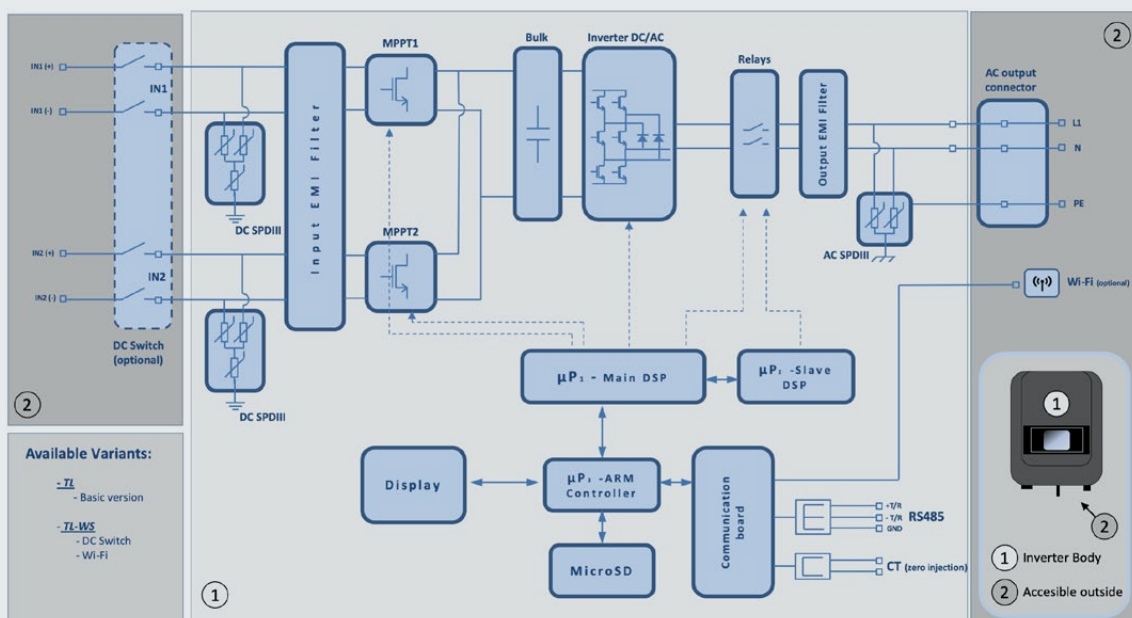 IN1 (+)
IN1 (-)
IN1
IN2 (+)
IN2 (-)
IN2
DC Switch
(optional)
2
Available Variants:
- TL
- Basic version
- TL-WS
- DC Switch
- Wi-Fi
DC SPDIII
DC SPDIII
Input EMI Filter
MPPT1
MPPT2
Bulk
Inverter DC/AC
Relays
Output EMI Filter
AC SPDIII
µP₁ - Main DSP
µP₁ -Slave
DSP
Display
µP₁ -ARM
Controller
MicroSD
Communication
board
+T/R
- T/R
GND
RS485
CT (zero injection)
1
2
AC output
connector
L1
N
PE
Wi-Fi (optional)
1
2
1 Inverter Body
2 Accesible outside